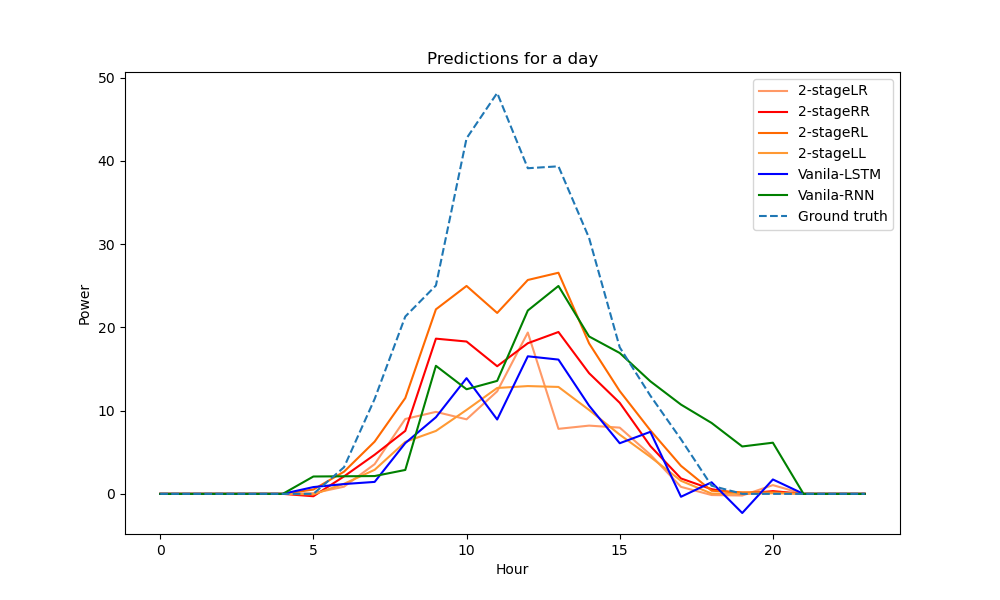 Predictions for a day
50
40
30
20
10
0
Power
0 5 10 15 20
Hour
2-stageLR
2-stageRR
2-stageRL
2-stageLL
Vanila-LSTM
Vanila-RNN
Ground truth